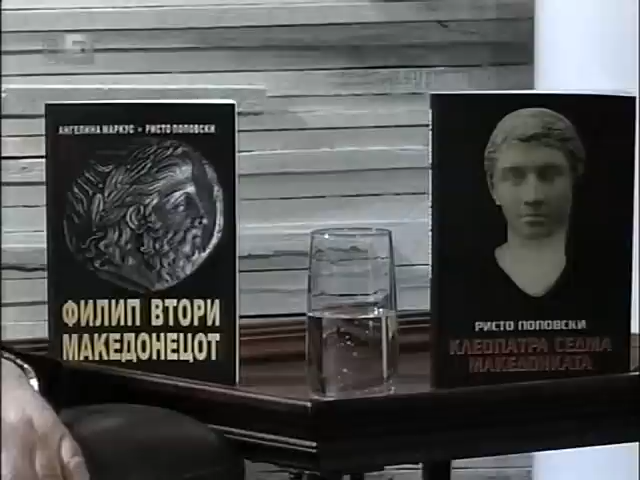 АНГЕЛИНА МАРКУС • РИСТО ПОПОВСКИ
ФИЛИП ВТОРИ
МАКЕДОНЕЦОТ
РИСТО ПОПОВСКИ
КЛЕОПАТРА СЕДМА
МАКЕДОНКАТА